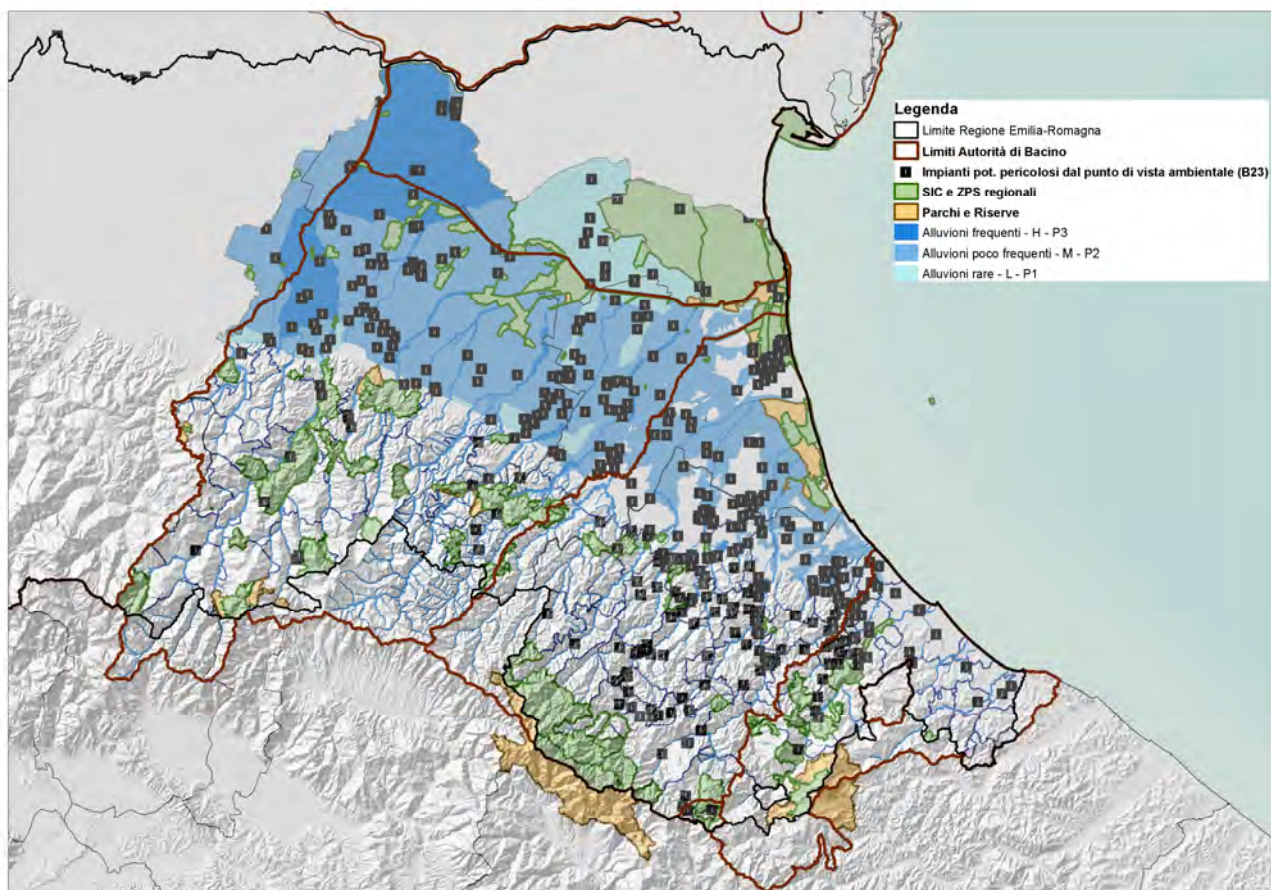 Legenda
Limite Regione Emilia-Romagna
Limiti Autorità di Bacino
Impianti pot. pericolosi dal punto di vista ambientale (B23)
SIC e ZPS regionali
Parchi e Riserve
Alluvioni frequenti - H - P3
Alluvioni poco frequenti - M - P2
Alluvioni rare - L - P1